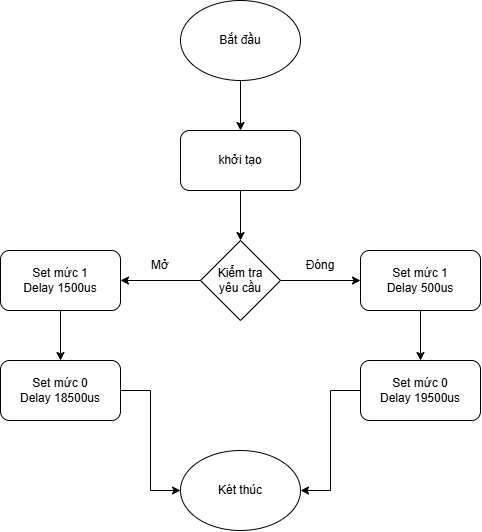 Bắt đầu
khởi tạo
Kiểm tra
yêu cầu
Mở
Đóng
Set mức 1
Delay 1500us
Set mức 1
Delay 500us
Set mức 0
Delay 18500us
Set mức 0
Delay 19500us
Két thúc